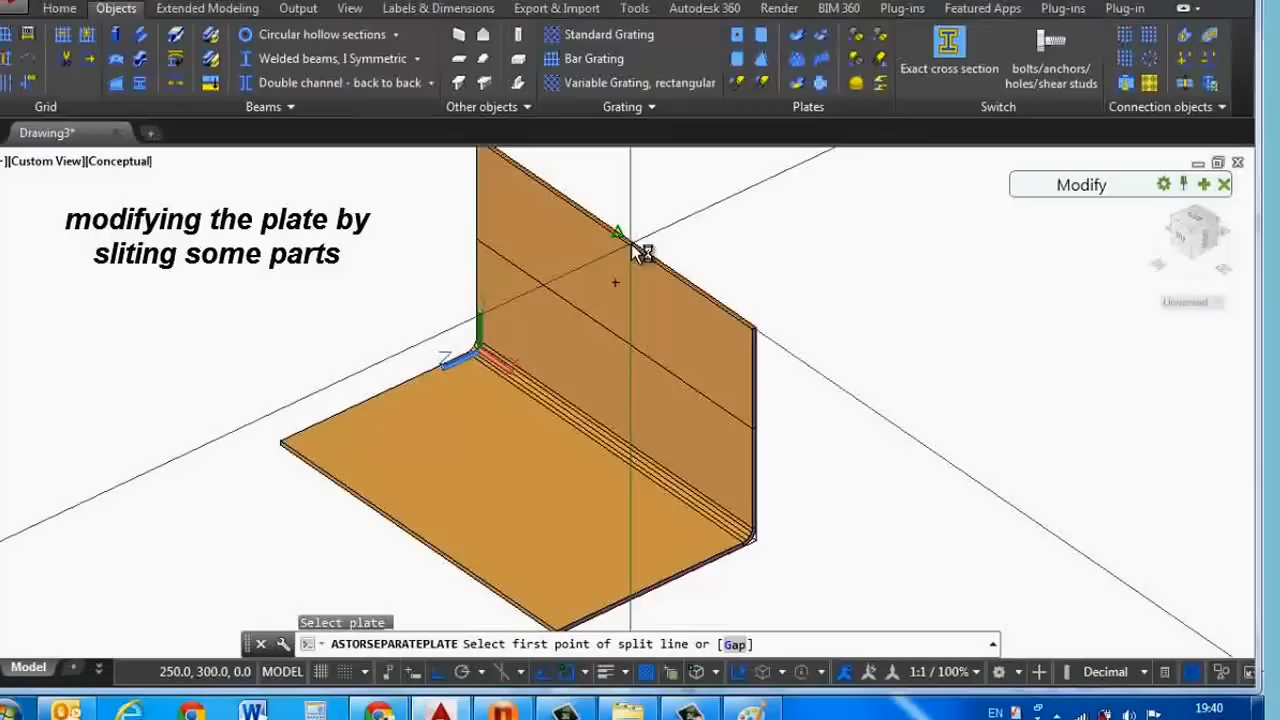 Home Objects Extended Modeling Output View Labels & Dimensions Export & Import Tools Autodesk 360 Render BIM 360 Plug-ins Featured Apps Plug-ins Plug-in
Circular hollow sections Standard Grating
Welded beams, I Symmetric Bar Grating Exact cross section bolts/anchors/
Double channel - back to back Variable Grating, rectangular holes/shear studs
Grid Beams Other objects Grating Plates Switch Connection objects
Drawing3*
-][Custom View][Conceptual]
Modify
modifying the plate by
sliting some parts
Unnamed
Z
Select plate
ASTORSEPARATEPLATE Select first point of split line or [Gap]
Model 250.0, 300.0, 0.0 MODEL 1:1 / 100% Decimal
EN 19:40